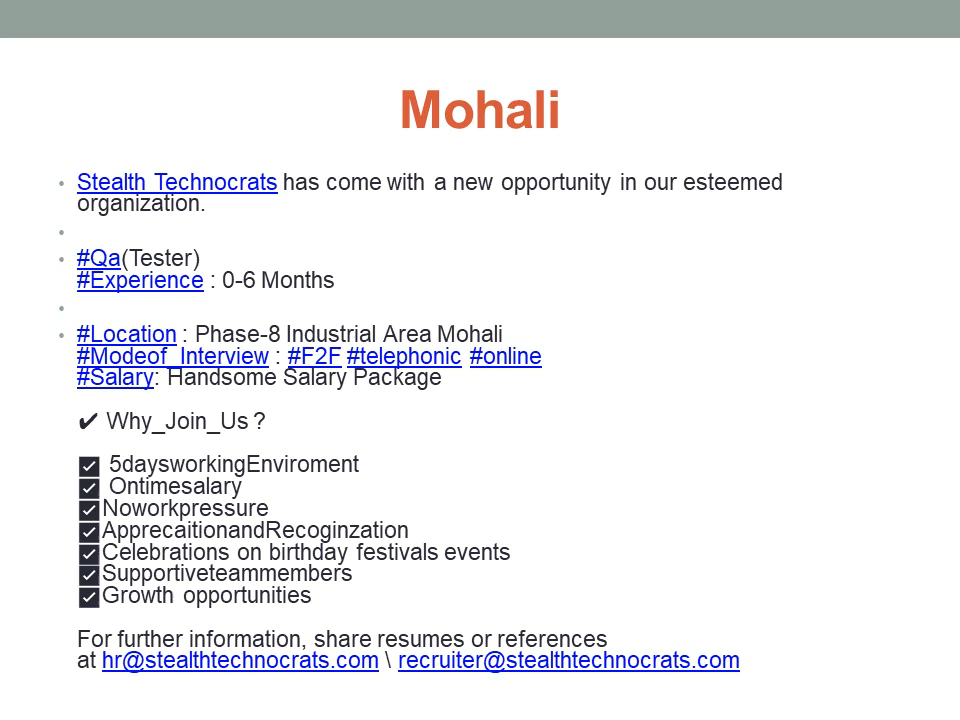 Mohali
Stealth Technocrats has come with a new opportunity in our esteemed
organization.
#Qa(Tester)
#Experience : 0-6 Months
#Location : Phase-8 Industrial Area Mohali
#Modeof_Interview : #F2F #telephonic #online
#Salary: Handsome Salary Package
✔ Why_Join_Us ?
☑ 5daysworkingEnviroment
☑ Ontimesalary
☑Noworkpressure
☑ApprecaitionandRecoginzation
☑Celebrations on birthday festivals events
☑Supportiveteammembers
☑Growth opportunities
For further information, share resumes or references
at hr@stealthtechnocrats.com \ recruiter@stealthtechnocrats.com